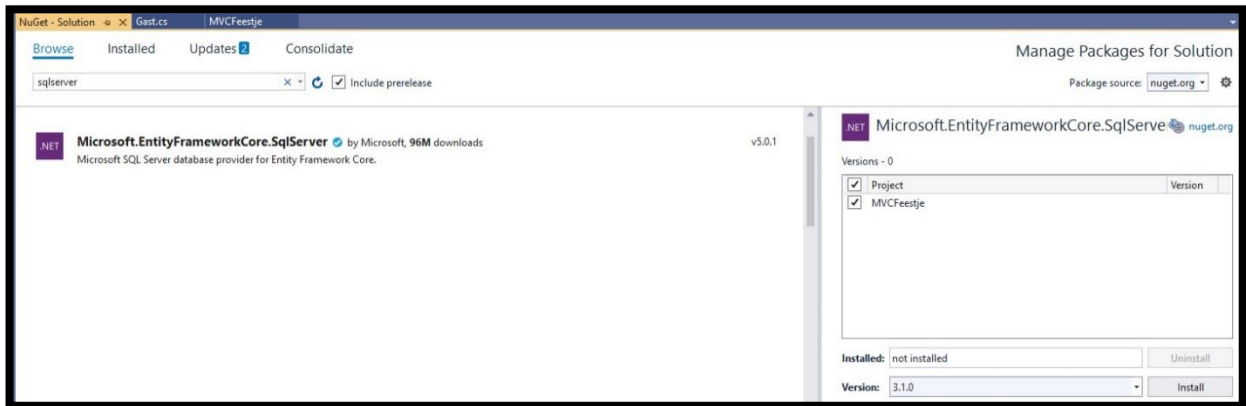 NuGet - Solution Gast.cs MVCFeestje
Browse Installed Updates 2 Consolidate
Manage Packages for Solution
sqlserver Include prerelease
Package source: nuget.org
.NET Microsoft.EntityFrameworkCore.SqlServer by Microsoft, 96M downloads v5.0.1
Microsoft SQL Server database provider for Entity Framework Core.
.NET Microsoft.EntityFrameworkCore.SqlServe nuget.org
Versions - 0
Project Version
MVCFeestje
Installed: not installed Uninstall
Version: 3.1.0 Install